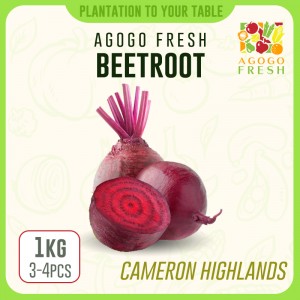 PLANTATION TO YOUR TABLE
AGOGO FRESH
BEETROOT
AGOGO
FRESH
1KG
3-4PCS
CAMERON HIGHLANDS